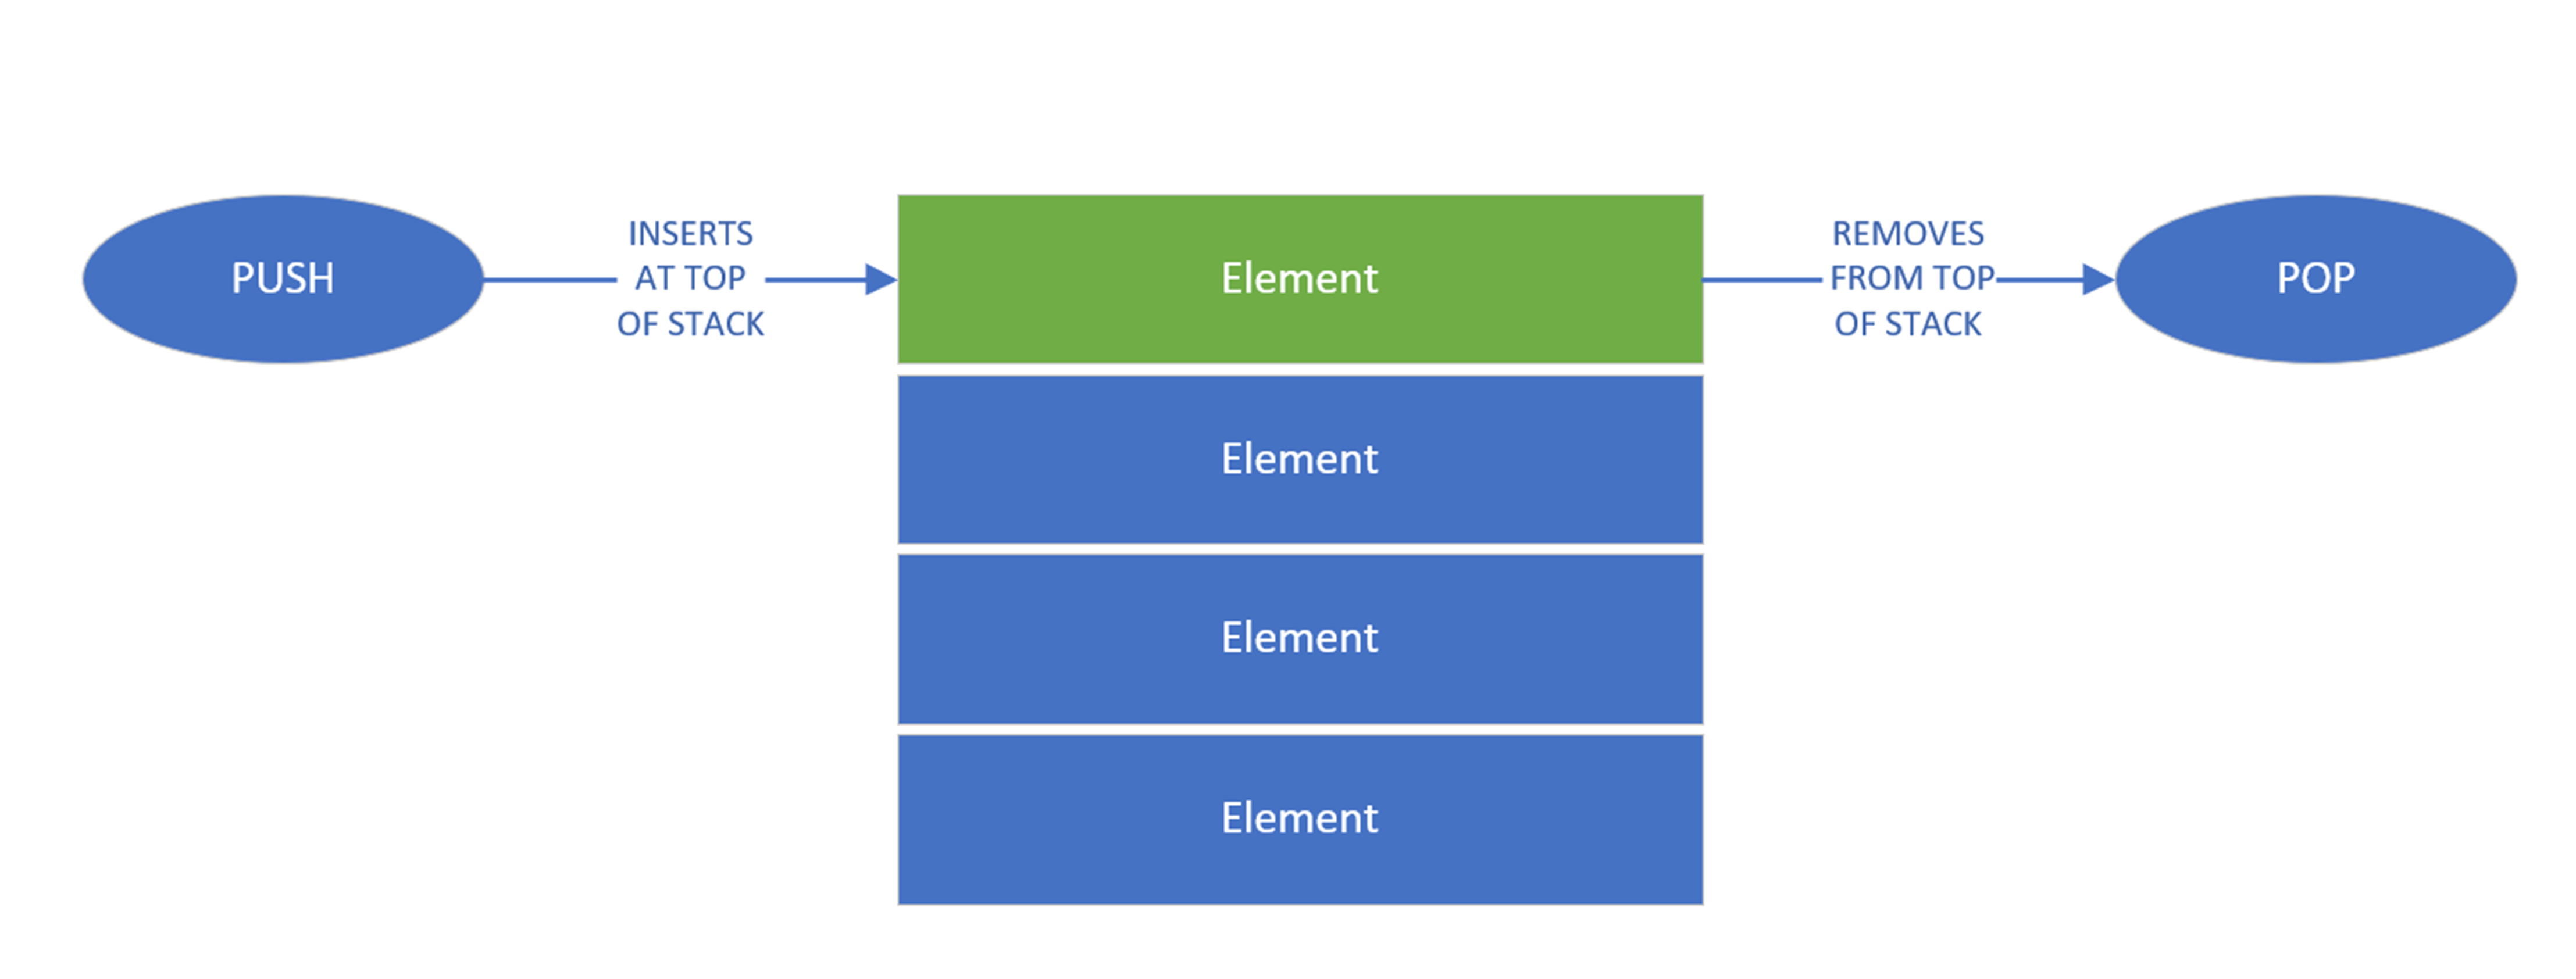 PUSH
INSERTS
AT TOP
OF STACK
Element
REMOVES
FROM TOP
OF STACK
POP
Element
Element
Element